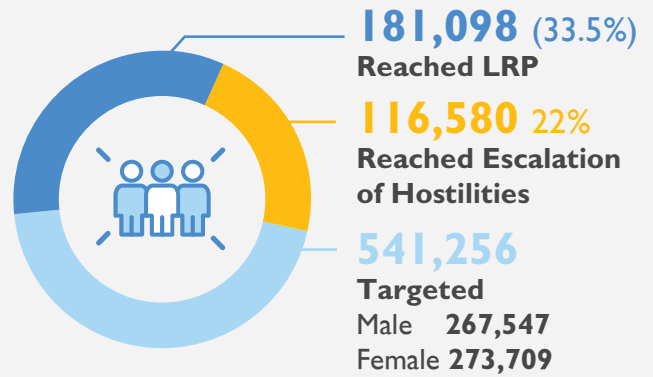 181,098 (33.5%)
Reached LRP
116,580 22%
Reached Escalation
of Hostilities
541,256
Targeted
Male 267,547
Female 273,709